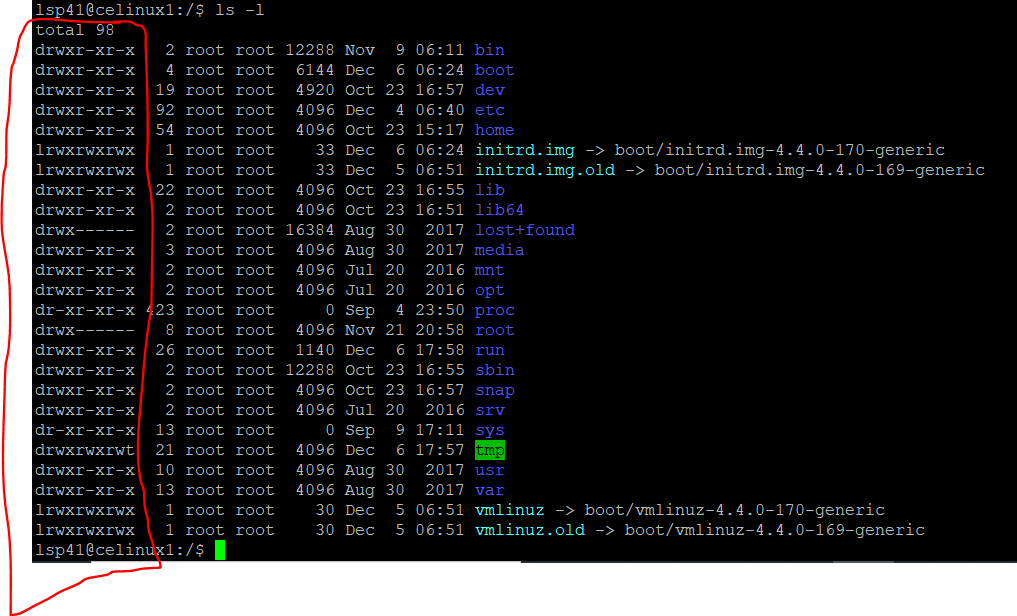 lsp41@celinux1:/$ ls -l
total 98
drwxr-xr-x   2 root root 12288 Nov  9 06:11 bin
drwxr-xr-x   4 root root  6144 Dec  6 06:24 boot
drwxr-xr-x  19 root root  4920 Oct 23 16:57 dev
drwxr-xr-x  92 root root  4096 Dec  4 06:40 etc
drwxr-xr-x  54 root root  4096 Oct 23 15:17 home
lrwxrwxrwx   1 root root    33 Dec  6 06:24 initrd.img -> boot/initrd.img-4.4.0-170-generic
lrwxrwxrwx   1 root root    33 Dec  5 06:51 initrd.img.old -> boot/initrd.img-4.4.0-169-generic
drwxr-xr-x  22 root root  4096 Oct 23 16:55 lib
drwxr-xr-x   2 root root  4096 Oct 23 16:51 lib64
drwx------   2 root root 16384 Aug 30  2017 lost+found
drwxr-xr-x   3 root root  4096 Aug 30  2017 media
drwxr-xr-x   2 root root  4096 Jul 20  2016 mnt
drwxr-xr-x   2 root root  4096 Jul 20  2016 opt
dr-xr-xr-x 423 root root     0 Sep  4 23:50 proc
drwx------   8 root root  4096 Nov 21 20:58 root
drwxr-xr-x  26 root root  1140 Dec  6 17:58 run
drwxr-xr-x   2 root root 12288 Oct 23 16:55 sbin
drwxr-xr-x   2 root root  4096 Oct 23 16:57 snap
drwxr-xr-x   2 root root  4096 Jul 20  2016 srv
dr-xr-xr-x  13 root root     0 Sep  9 17:11 sys
drwxrwxrwt  21 root root  4096 Dec  6 17:57 tmp
drwxr-xr-x  10 root root  4096 Aug 30  2017 usr
drwxr-xr-x  13 root root  4096 Aug 30  2017 var
lrwxrwxrwx   1 root root    30 Dec  5 06:51 vmlinuz -> boot/vmlinuz-4.4.0-170-generic
lrwxrwxrwx   1 root root    30 Dec  5 06:51 vmlinuz.old -> boot/vmlinuz-4.4.0-169-generic
lsp41@celinux1:/$